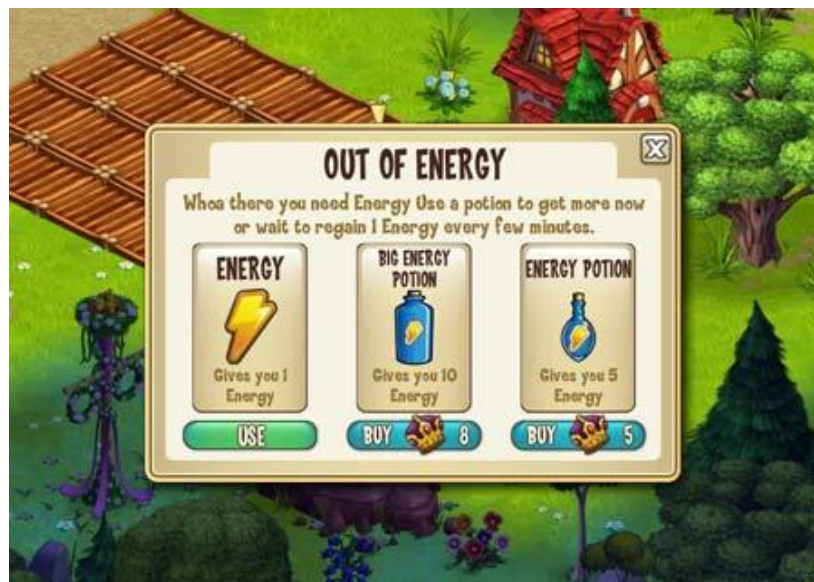 OUT OF ENERGY
Whoa there you need Energy Use a potion to get more now
or wait to regain 1 Energy every few minutes.
ENERGY
Gives you 1
Energy
USE
BIG ENERGY
POTION
Gives you 10
Energy
BUY 8
ENERGY POTION
Gives you 5
Energy
BUY 5